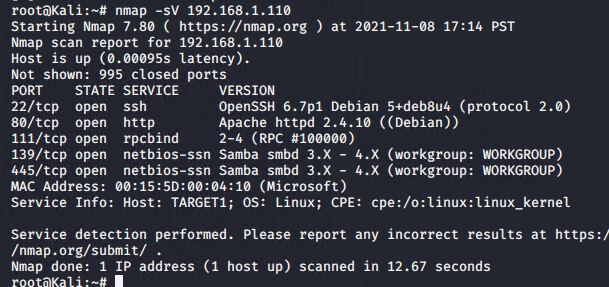 root@Kali:~# nmap -sV 192.168.1.110
Starting Nmap 7.80 ( https://nmap.org ) at 2021-11-08 17:14 PST
Nmap scan report for 192.168.1.110
Host is up (0.00095s latency).
Not shown: 995 closed ports
PORT    STATE SERVICE     VERSION
22/tcp  open  ssh         OpenSSH 6.7p1 Debian 5+deb8u4 (protocol 2.0)
80/tcp  open  http        Apache httpd 2.4.10 ((Debian))
111/tcp open  rpcbind     2-4 (RPC #100000)
139/tcp open  netbios-ssn Samba smbd 3.X - 4.X (workgroup: WORKGROUP)
445/tcp open  netbios-ssn Samba smbd 3.X - 4.X (workgroup: WORKGROUP)
MAC Address: 00:15:5D:00:04:10 (Microsoft)
Service Info: Host: TARGET1; OS: Linux; CPE: cpe:/o:linux:linux_kernel

Service detection performed. Please report any incorrect results at https:/
/nmap.org/submit/ .
Nmap done: 1 IP address (1 host up) scanned in 12.67 seconds
root@Kali:~#